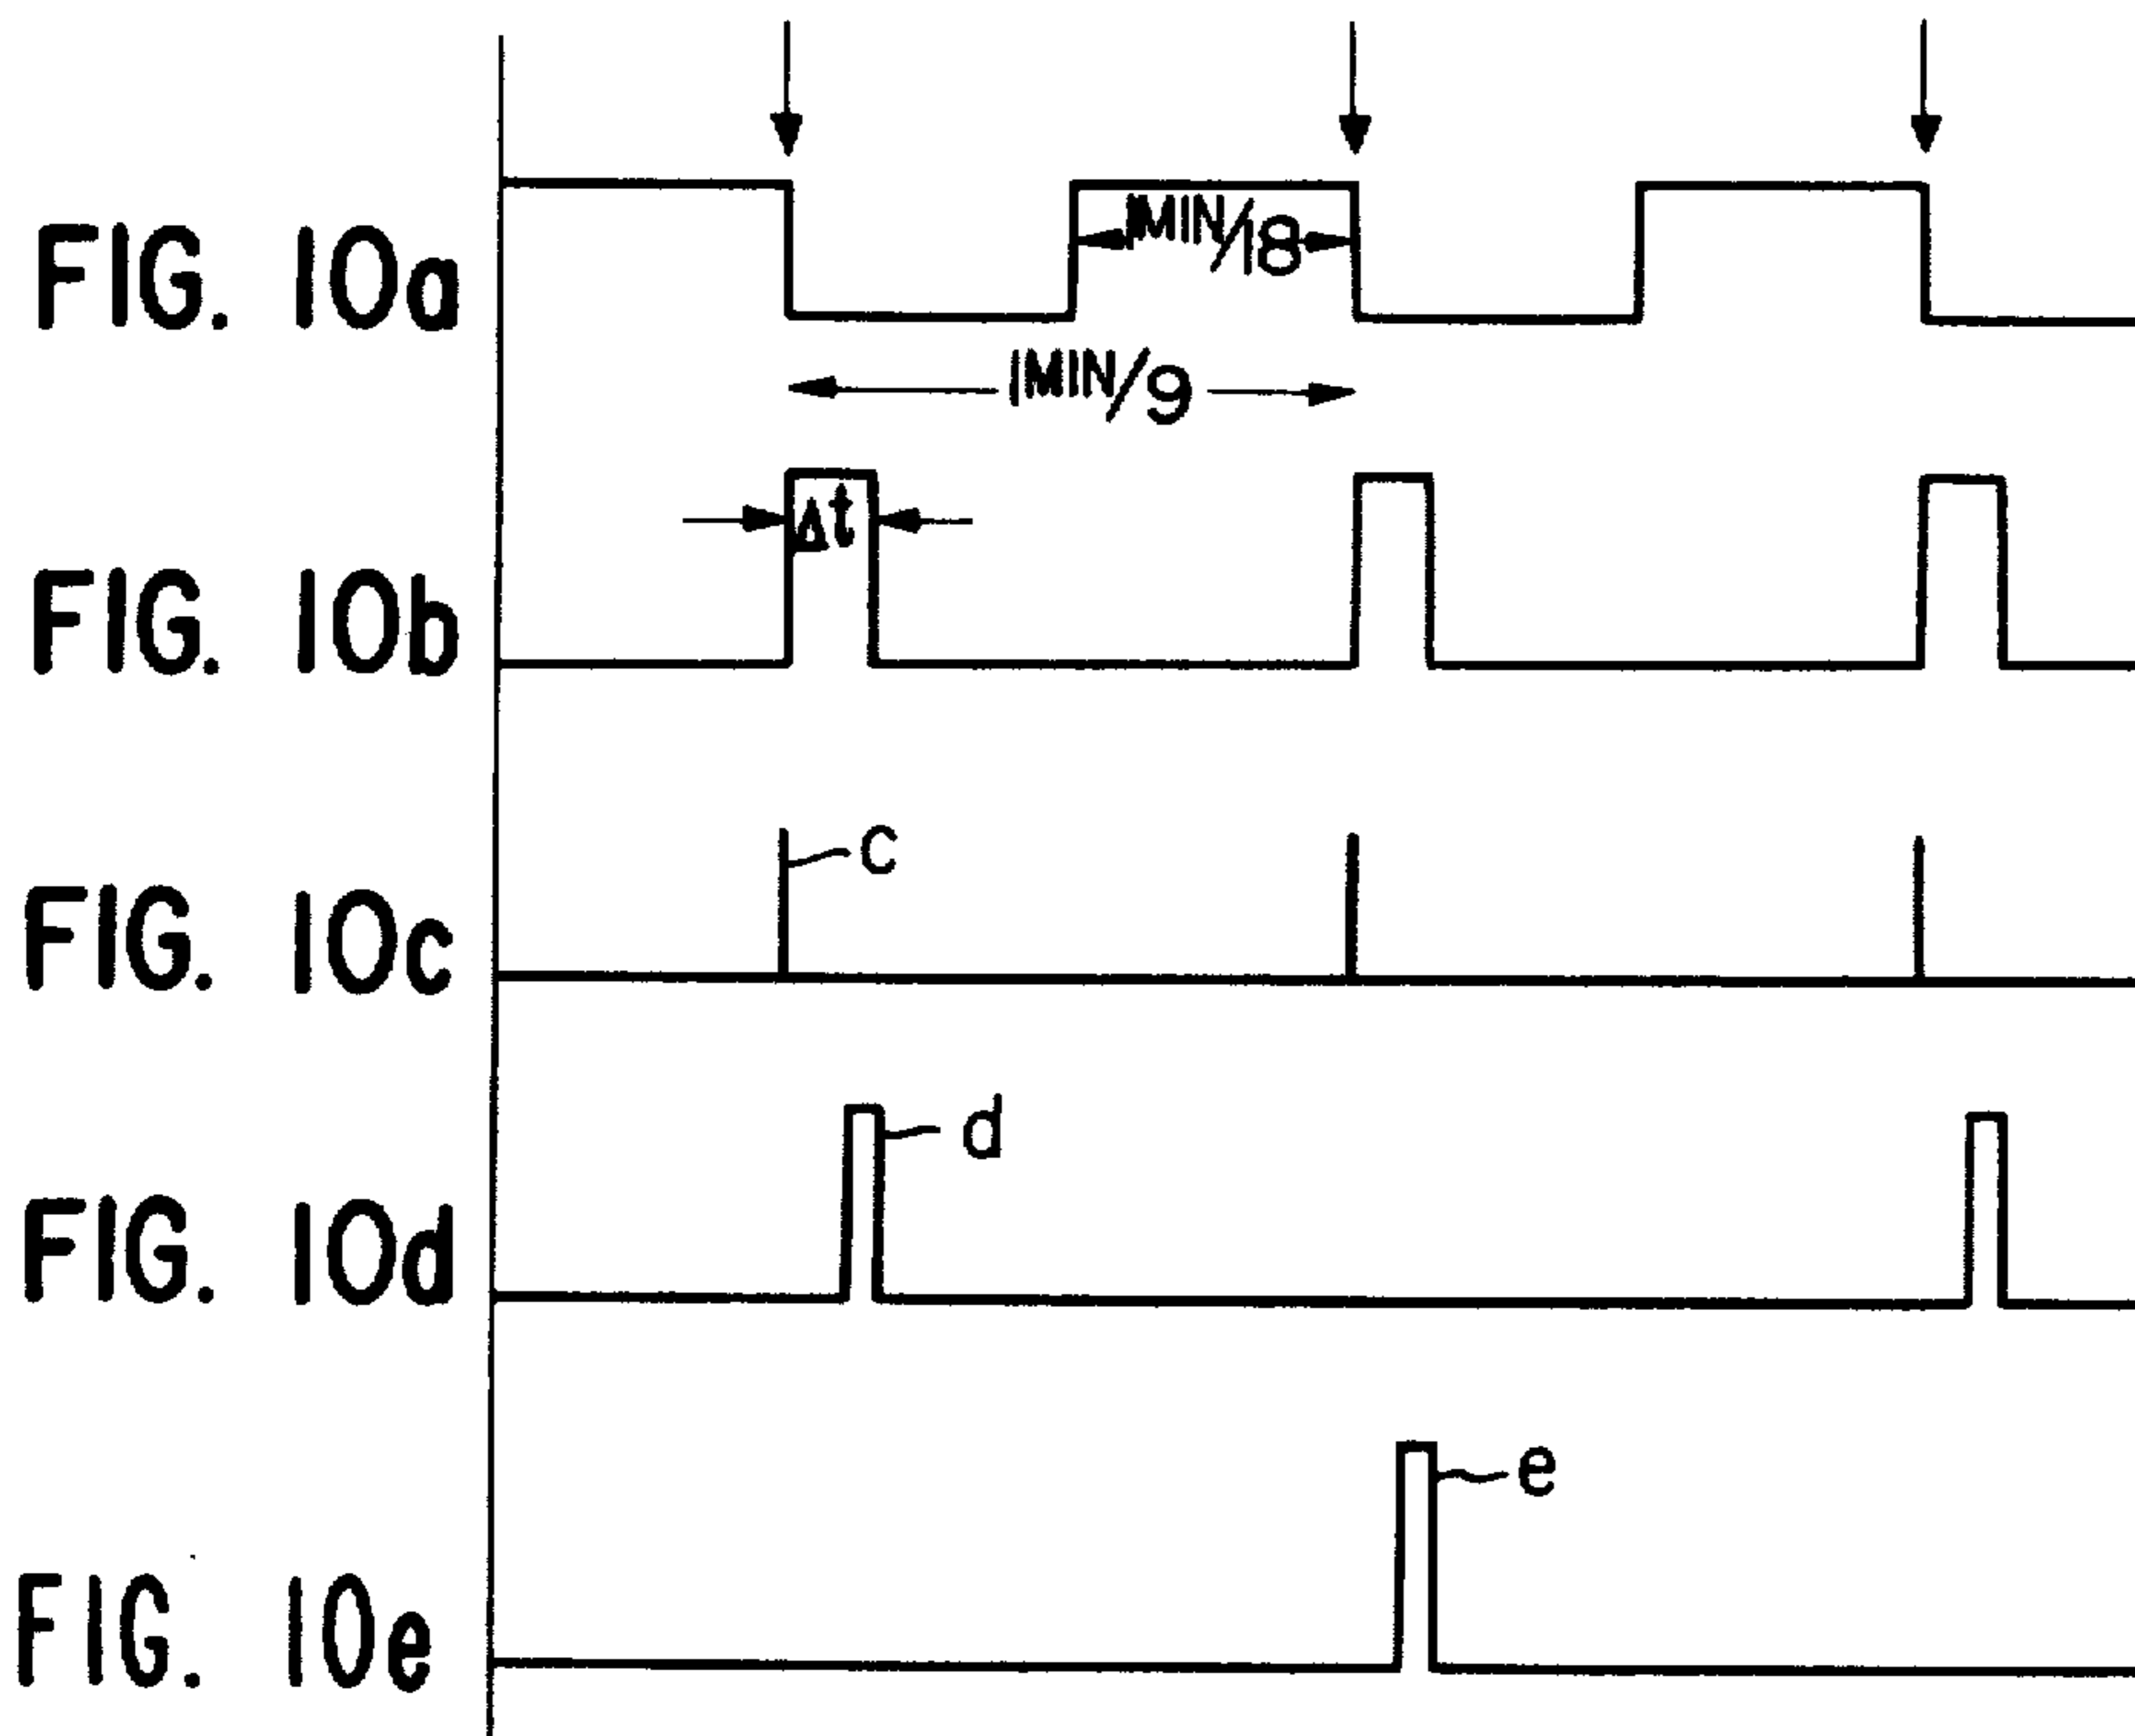 FIG. 10a
1MIN/18
1MIN/9
FIG. 10b
Δt
FIG. 10c
c
FIG. 10d
d
FIG. 10e
e